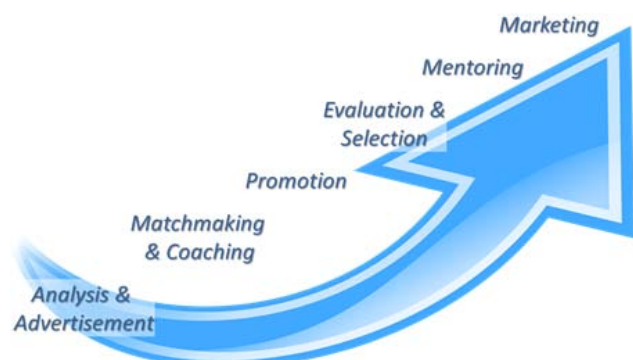 Marketing
Mentoring
Evaluation &
Selection
Promotion
Matchmaking
& Coaching
Analysis &
Advertisement